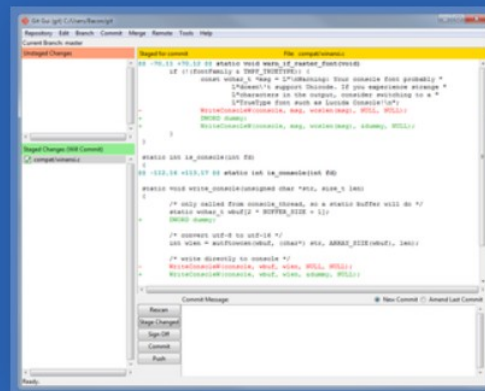 Git Gui (git) C:/Users/Bacon/git
Repository Edit Branch Commit Merge Remote Tools Help
Current Branch: master
Unstaged Changes
Staged for commit
File: compat/winansi.c
@@ -70,11 +70,12 @@ static void warn_if_raster_font(void)
if (!(fontFamily & TMPF_TRUETYPE)) {
const wchar_t *msg = L"\nWarning: Your console font probably "
L"doesn\'t support Unicode. If you experience strange "
L"characters in the output, consider switching to a "
L"TrueType font such as Lucida Console!\n";
- WriteConsoleW(console, msg, wcslen(msg), NULL, NULL);
+ DWORD dummy;
+ WriteConsoleW(console, msg, wcslen(msg), &dummy, NULL);
}
}
static int is_console(int fd)
{
static int is_console(int fd)
static void write_console(unsigned char *str, size_t len)
{
/* only called from console_thread, so a static buffer will do */
static wchar_t wbuf[2 * BUFFER_SIZE + 1];
+ DWORD dummy;
/* convert utf-8 to utf-16 */
int wlen = xutftowcsn(wbuf, (char*) str, ARRAY_SIZE(wbuf), len);
/* write directly to console */
- WriteConsoleW(console, wbuf, wlen, NULL, NULL);
+ WriteConsoleW(console, wbuf, wlen, &dummy, NULL);
Staged Changes (Will Commit)
compat/winansi.c
Commit Message:
New Commit
Amend Last Commit
Rescan
Stage Changed
Sign Off
Commit
Push
Ready.